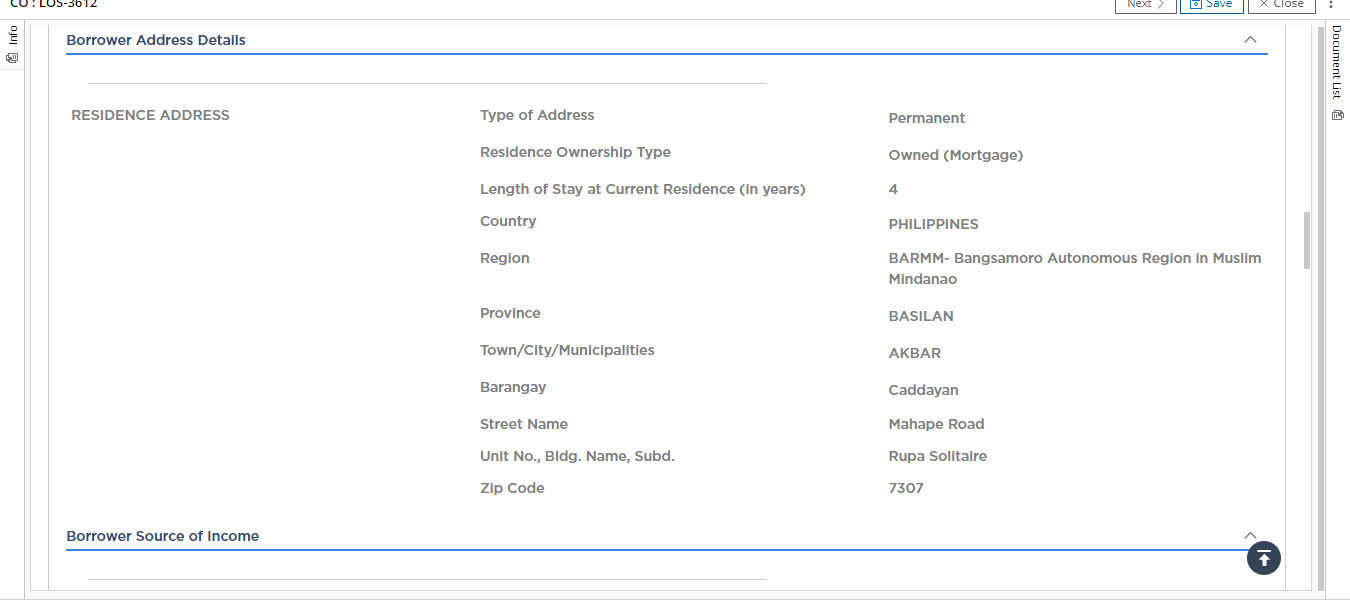 CO : LOS-3612
Next
Save
Close
Info
Document List
Borrower Address Details
RESIDENCE ADDRESS
Type of Address Permanent
Residence Ownership Type Owned (Mortgage)
Length of Stay at Current Residence (in years) 4
Country PHILIPPINES
Region BARMM- Bangsamoro Autonomous Region in Muslim
Mindanao
Province BASILAN
Town/City/Municipalities AKBAR
Barangay Caddayan
Street Name Mahape Road
Unit No., Bldg. Name, Subd. Rupa Solitaire
Zip Code 7307
Borrower Source of Income